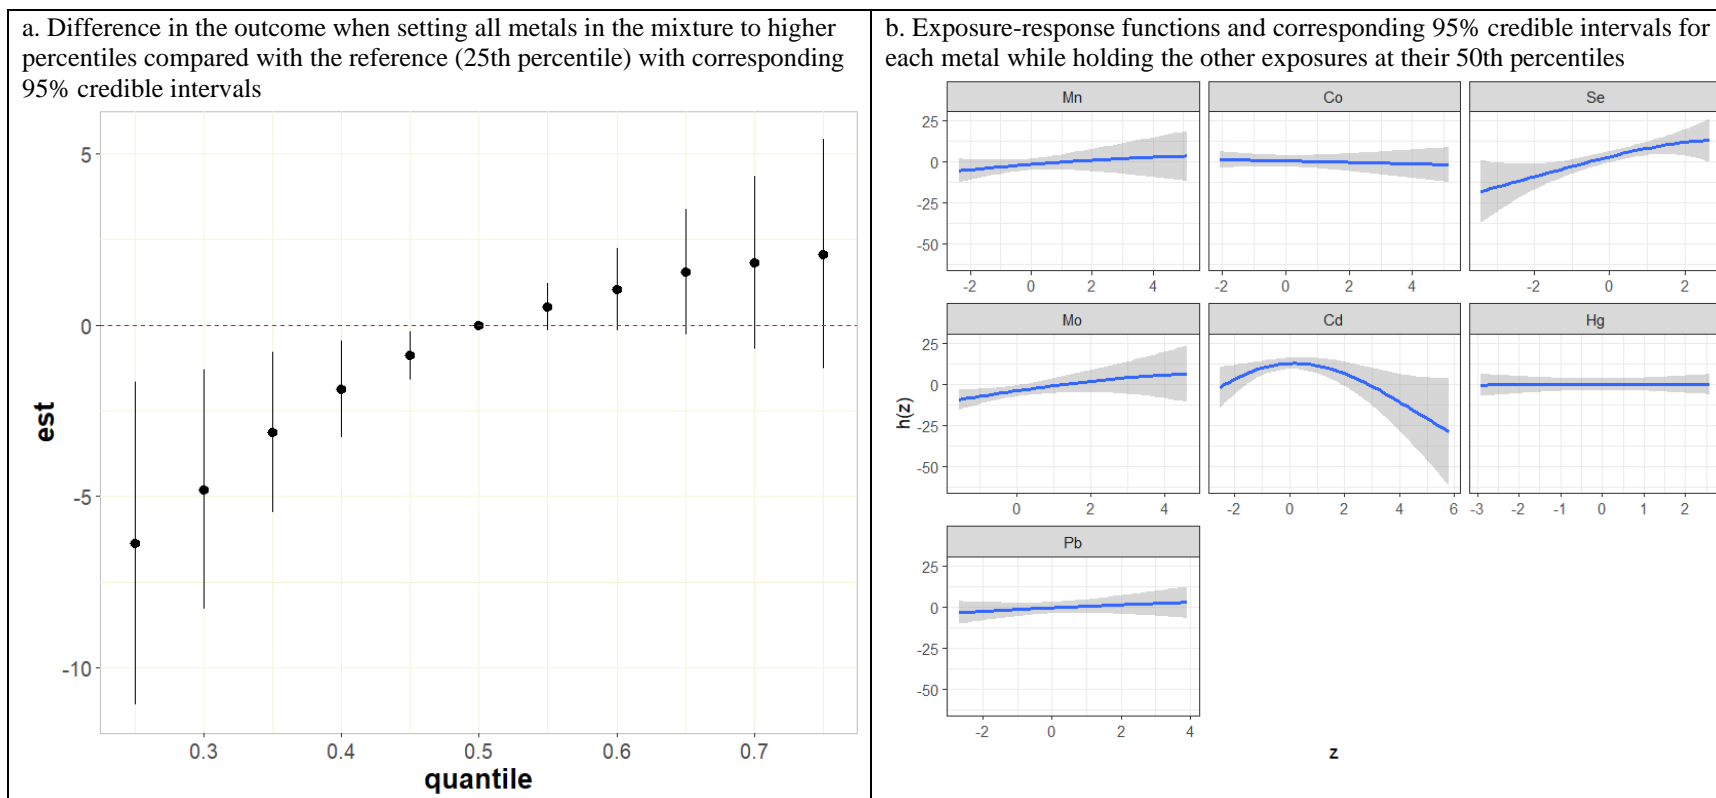 a. Difference in the outcome when setting all metals in the mixture to higher
percentiles compared with the reference (25th percentile) with corresponding
95% credible intervals
5
0
-5
-10
est
0.3 0.4 0.5 0.6 0.7
quantile
b. Exposure-response functions and corresponding 95% credible intervals for
each metal while holding the other exposures at their 50th percentiles
Mn Co Se
25
0
-25
-50
-2 0 2 4 -2 0 2 4 -2 0 2
Mo Cd Hg
25
0
-25
-50
h(z)
0 2 4 -2 0 2 4 6 -3 -2 -1 0 1 2
Pb
25
0
-25
-50
-2 0 2 4
z